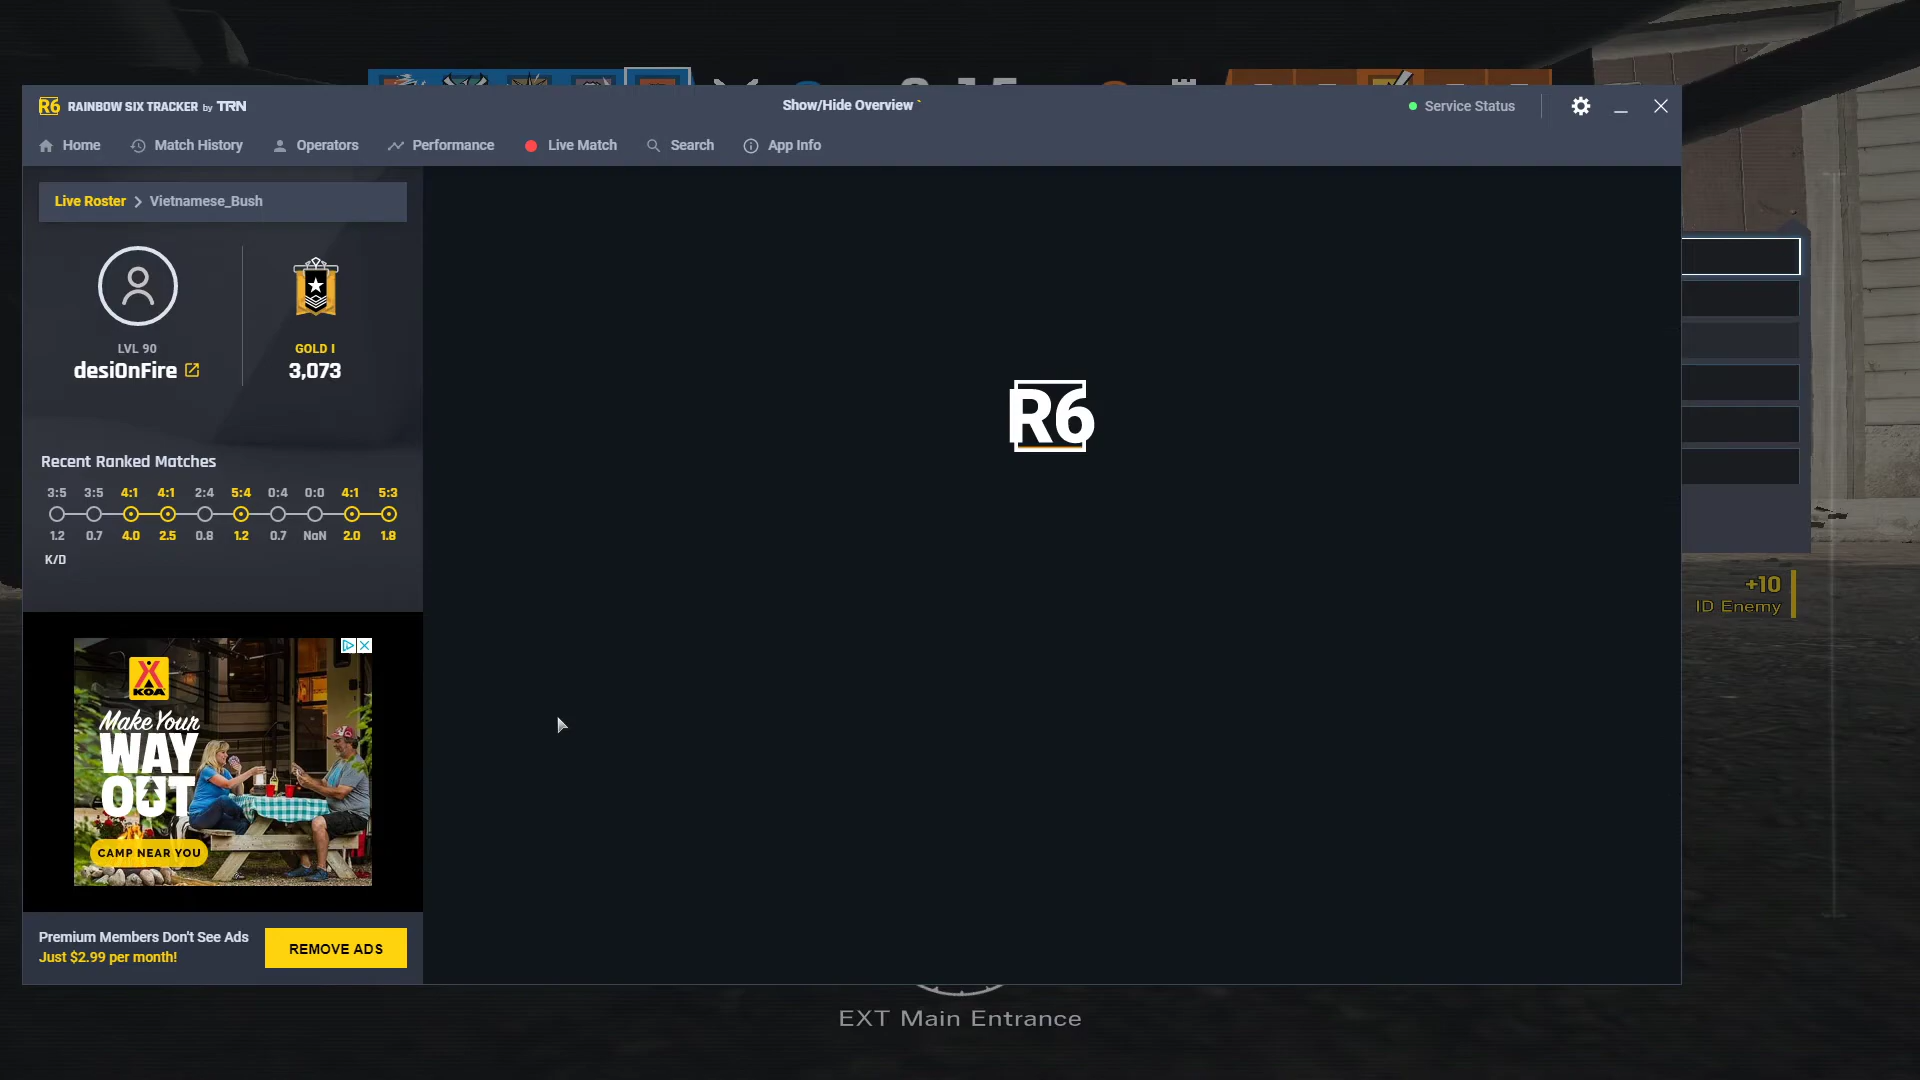 R6 RAINBOW SIX TRACKER by TRN
Show/Hide Overview `
Service Status
Home
Match History
Operators
Performance
Live Match
Search
App Info
Live Roster > Vietnamese_Bush
LVL 90
desi0nFire
GOLD I
3,073
Recent Ranked Matches
3:5 3:5 4:1 4:1 2:4 5:4 0:4 0:0 4:1 5:3
1.2 0.7 4.0 2.5 0.8 1.2 0.7 NaN 2.0 1.8
K/D
R6
KOA
Make Your
WAY
OUT
CAMP NEAR YOU
Premium Members Don't See Ads
Just $2.99 per month!
REMOVE ADS
+10
ID Enemy
EXT Main Entrance